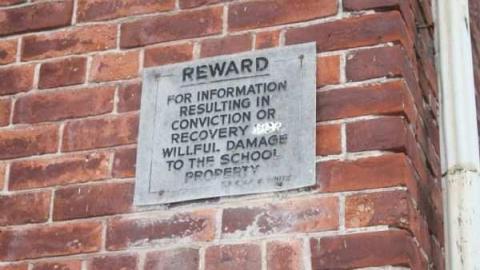 REWARD
FOR INFORMATION
RESULTING IN
CONVICTION OR
RECOVERY
WILLFUL DAMAGE
TO THE SCHOOL
PROPERTY